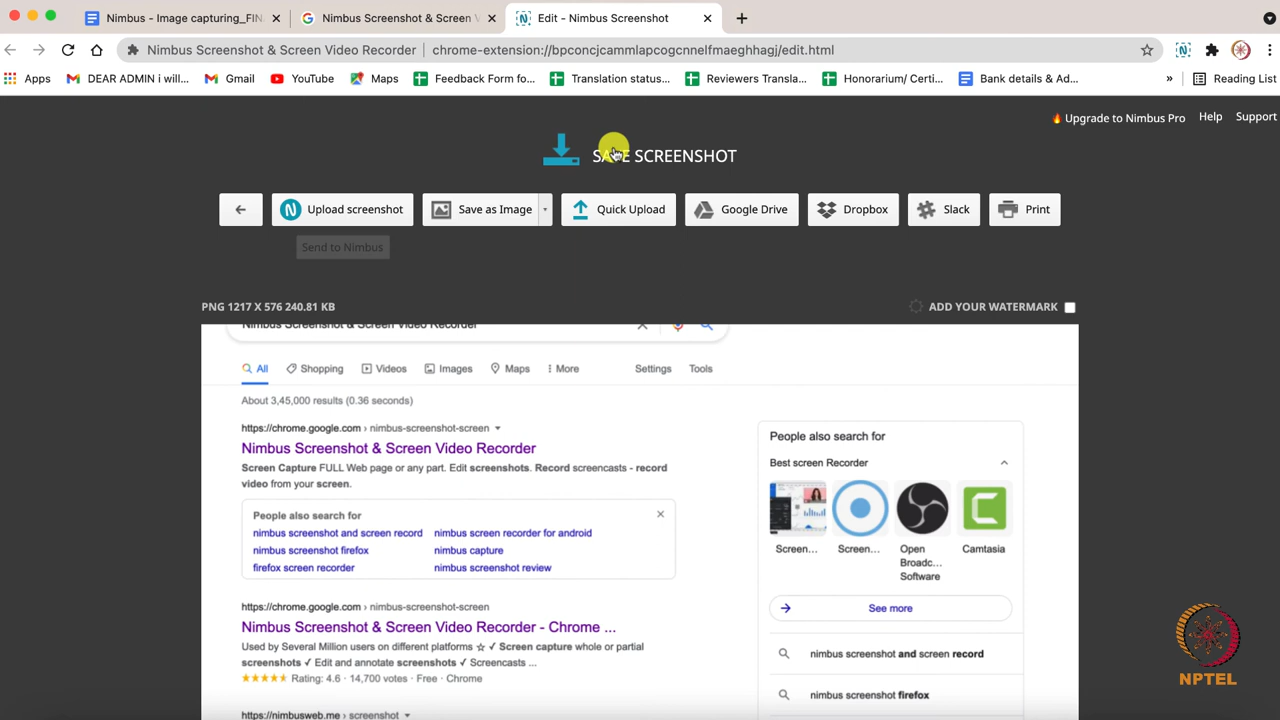 Nimbus - Image capturing_FIN
Nimbus Screenshot & Screen V
Edit - Nimbus Screenshot
Nimbus Screenshot & Screen Video Recorder | chrome-extension://bpconcjcammlapcogcnnelfmaeghhagj/edit.html
Apps DEAR ADMIN i will... Gmail YouTube Maps Feedback Form fo... Translation status... Reviewers Transla... Honorarium/ Certi... Bank details & Ad... » Reading List
Upgrade to Nimbus Pro Help Support
SAVE SCREENSHOT
Upload screenshot Save as Image Quick Upload Google Drive Dropbox Slack Print
Send to Nimbus
PNG 1217 X 576 240.81 KB ADD YOUR WATERMARK
Nimbus Screenshot & Screen Video Recorder
All Shopping Videos Images Maps More Settings Tools
About 3,45,000 results (0.36 seconds)
https://chrome.google.com › nimbus-screenshot-screen
Nimbus Screenshot & Screen Video Recorder
Screen Capture FULL Web page or any part. Edit screenshots. Record screencasts - record
video from your screen.
People also search for
nimbus screenshot and screen record nimbus screen recorder for android
nimbus screenshot firefox nimbus capture
firefox screen recorder nimbus screenshot review
https://chrome.google.com › nimbus-screenshot-screen
Nimbus Screenshot & Screen Video Recorder - Chrome ...
Used by Several Million users on different platforms ☆ ✓ Screen capture whole or partial
screenshots ✓ Edit and annotate screenshots ✓ Screencasts ...
Rating: 4.6 · 14,700 votes · Free · Chrome
https://nimbusweb.me › screenshot
People also search for
Best screen Recorder
Screen... Screen... Open Camtasia
Broadc...
Software
See more
nimbus screenshot and screen record
nimbus screenshot firefox
NPTEL